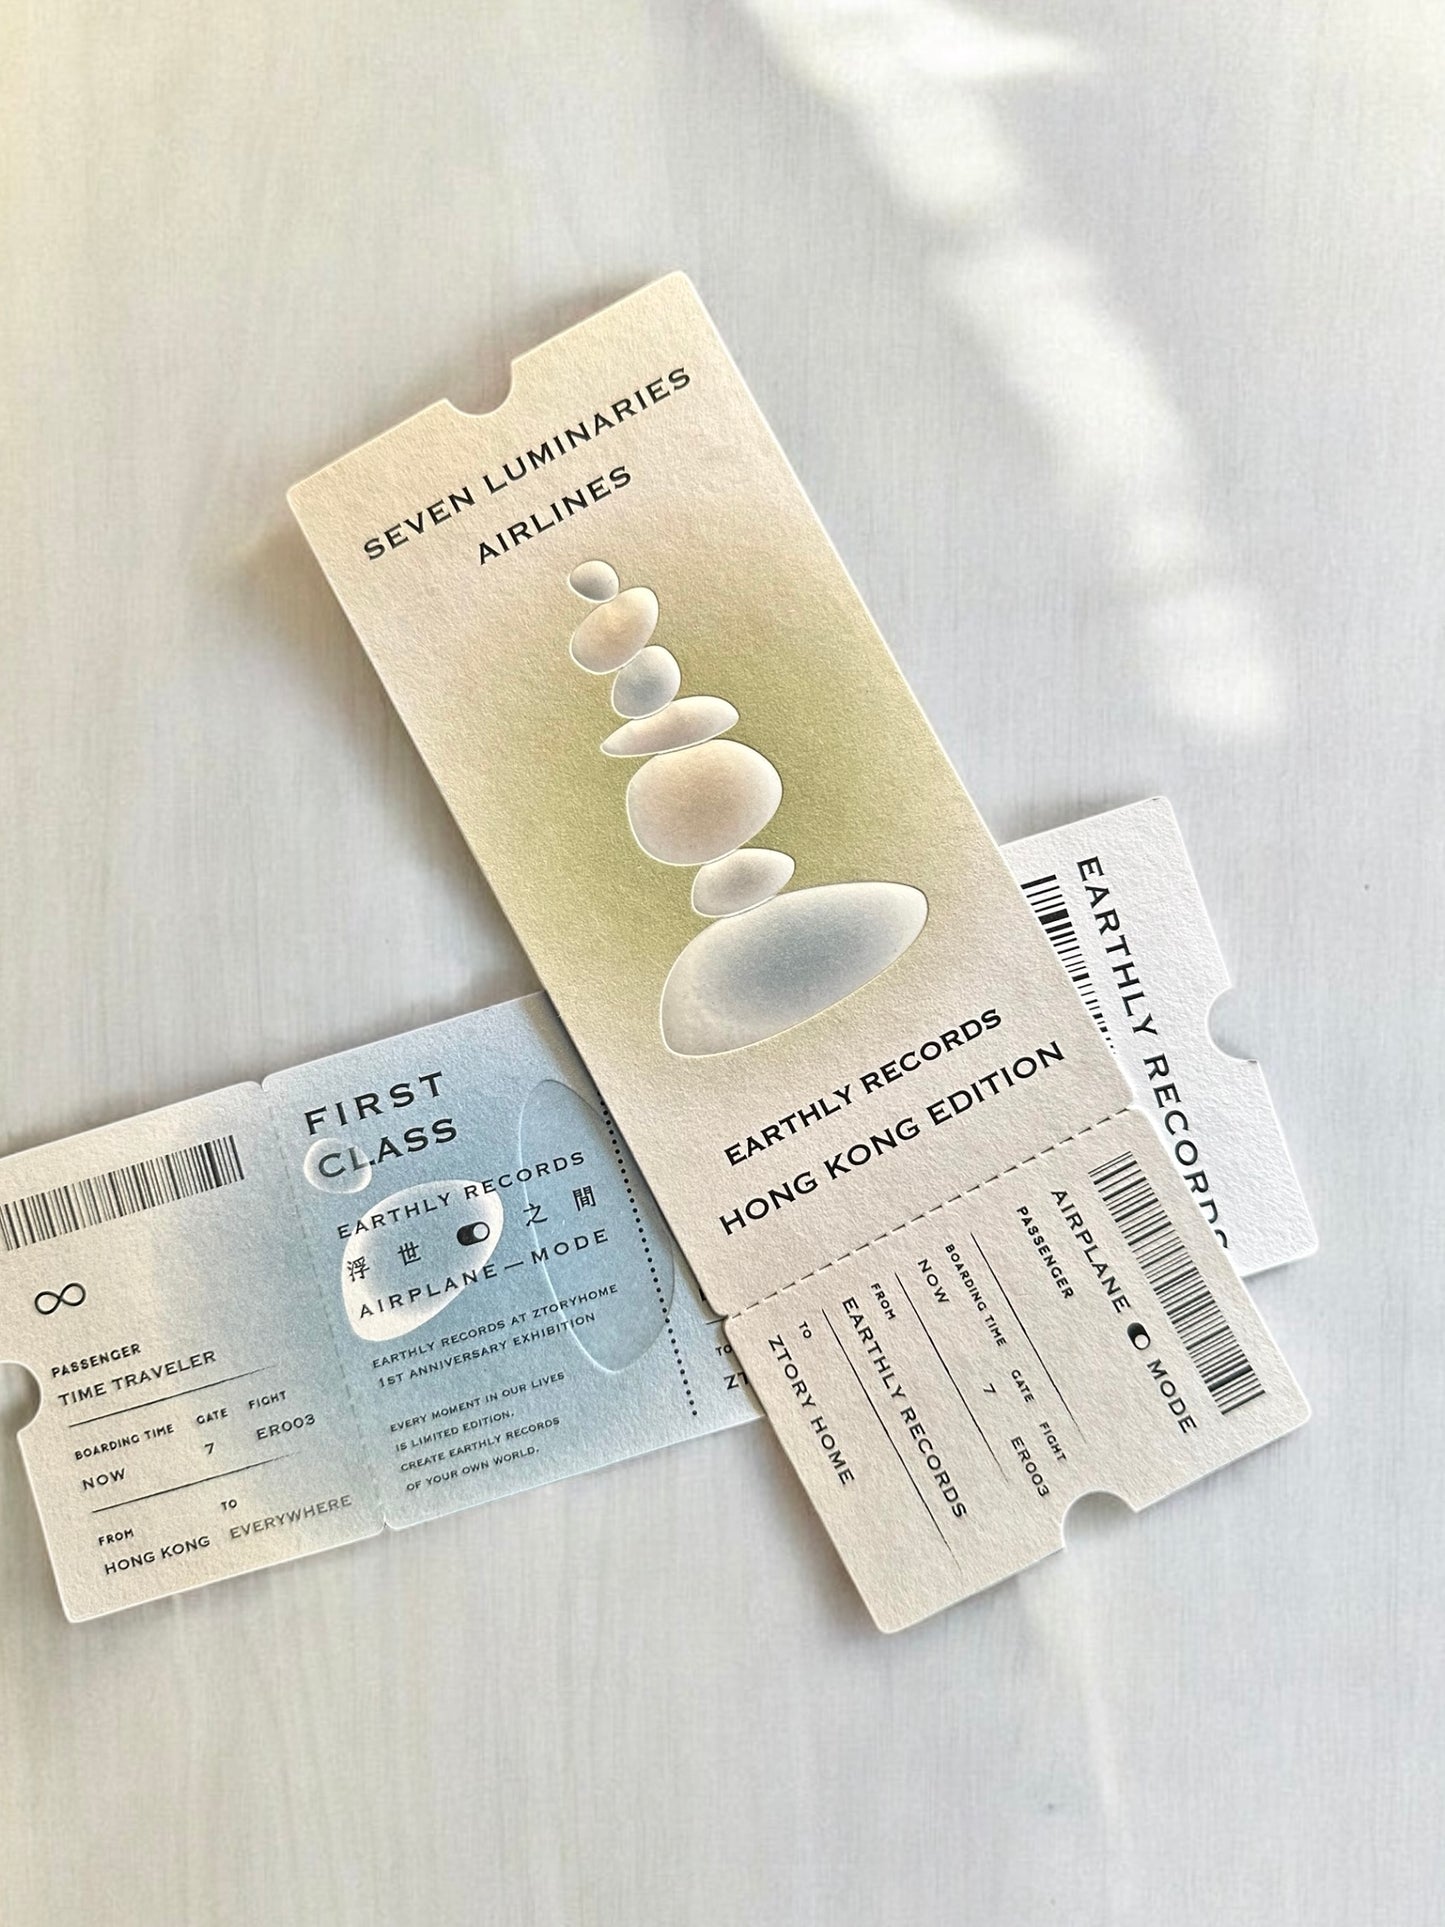 SEVEN LUMINARIES
AIRLINES
EARTHLY RECORDS
HONG KONG EDITION
AIRPLANE MODE
PASSENGER
BOARDING TIME GATE FIGHT
NOW 7 ER003
FROM
EARTHLY RECORDS
TO
ZTORY HOME
EARTHLY RECORDS
FIRST
CLASS
EARTHLY RECORDS
浮世之間
AIRPLANE—MODE
EARTHLY RECORDS AT ZTORYHOME
1ST ANNIVERSARY EXHIBITION
EVERY MOMENT IN OUR LIVES
IS LIMITED EDITION.
CREATE EARTHLY RECORDS
OF YOUR OWN WORLD.
∞
PASSENGER
TIME TRAVELER
BOARDING TIME GATE FIGHT
NOW 7 ER003
FROM TO
HONG KONG EVERYWHERE
TO